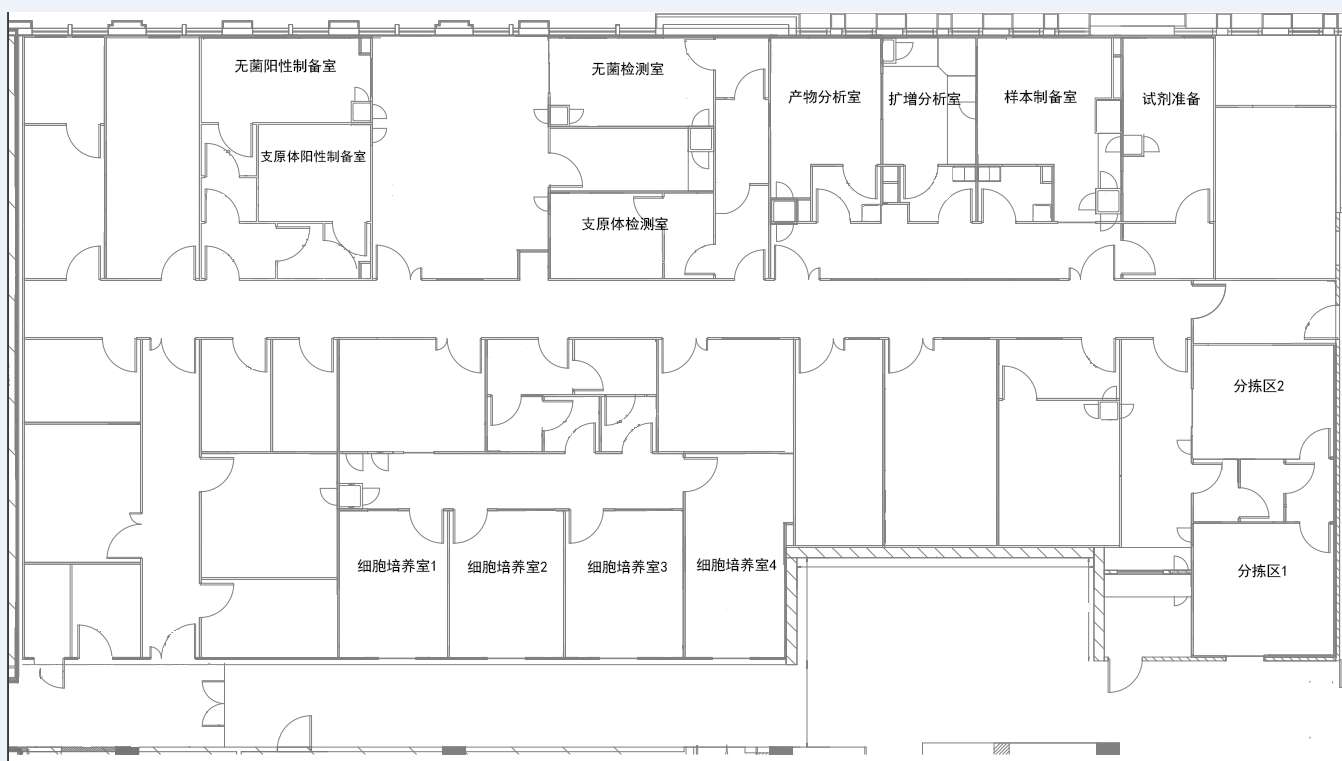 无菌阳性制备室
无菌检测室
产物分析室
扩增分析室
样本制备室
试剂准备
支原体阳性制备室
支原体检测室
分拣区2
细胞培养室1
细胞培养室2
细胞培养室3
细胞培养室4
分拣区1